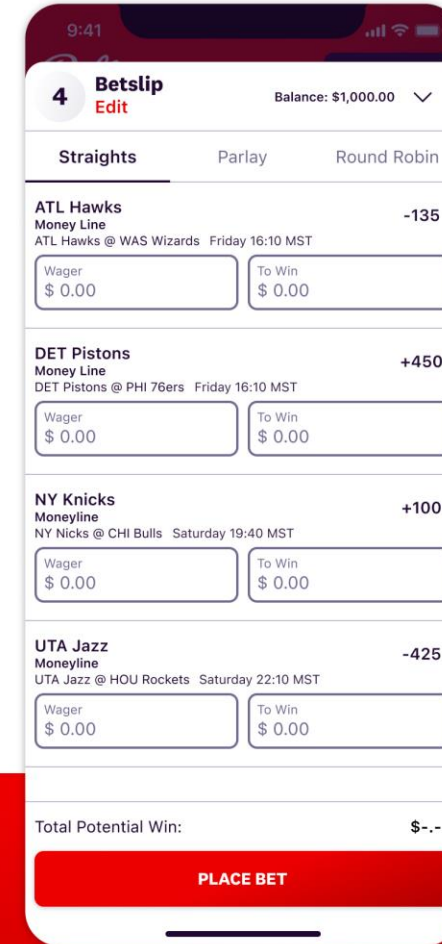 9:41
4 Betslip
Edit
Balance: $1,000.00
Straights Parlay Round Robin
ATL Hawks -135
Money Line
ATL Hawks @ WAS Wizards Friday 16:10 MST
Wager To Win
$ 0.00 $ 0.00
DET Pistons +450
Money Line
DET Pistons @ PHI 76ers Friday 16:10 MST
Wager To Win
$ 0.00 $ 0.00
NY Knicks +100
Moneyline
NY Nicks @ CHI Bulls Saturday 19:40 MST
Wager To Win
$ 0.00 $ 0.00
UTA Jazz -425
Moneyline
UTA Jazz @ HOU Rockets Saturday 22:10 MST
Wager To Win
$ 0.00 $ 0.00
Total Potential Win: $-.-
PLACE BET